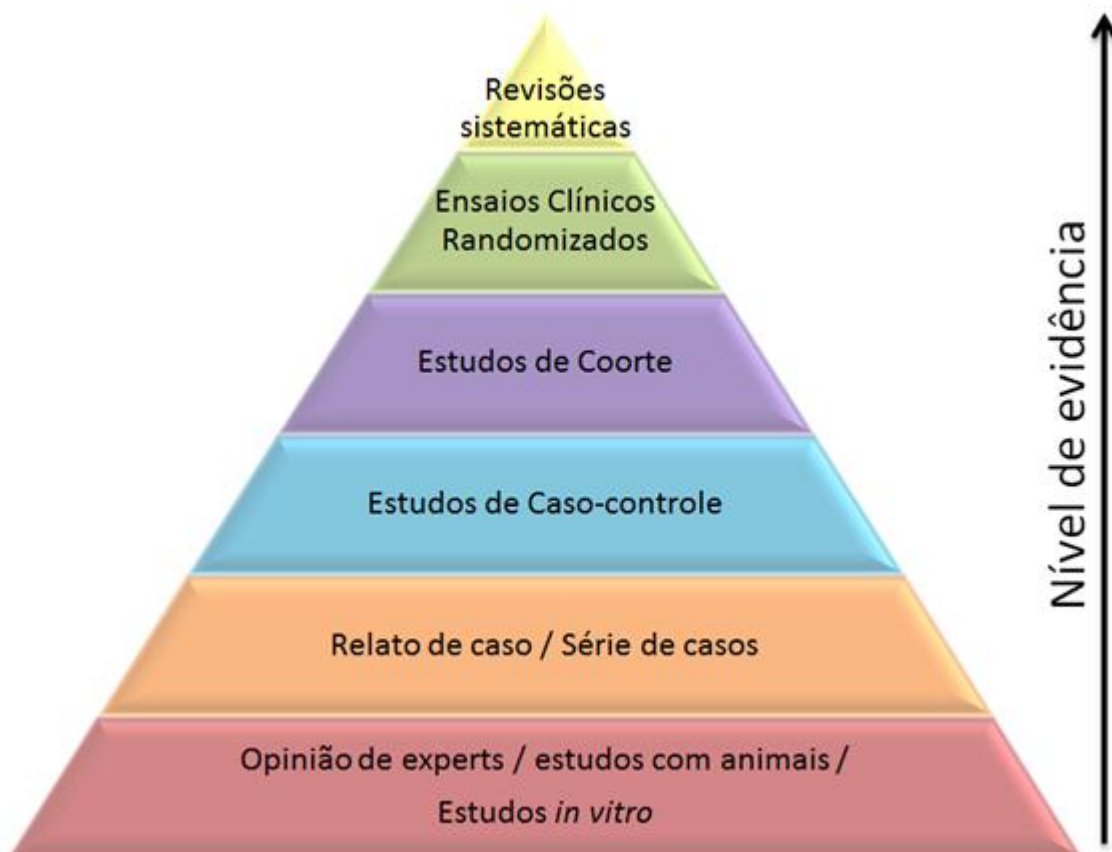 Revisões
sistemáticas
Ensaios Clínicos
Randomizados
Estudos de Coorte
Estudos de Caso-controle
Relato de caso / Série de casos
Opinião de experts / estudos com animais /
Estudos in vitro
Nível de evidência